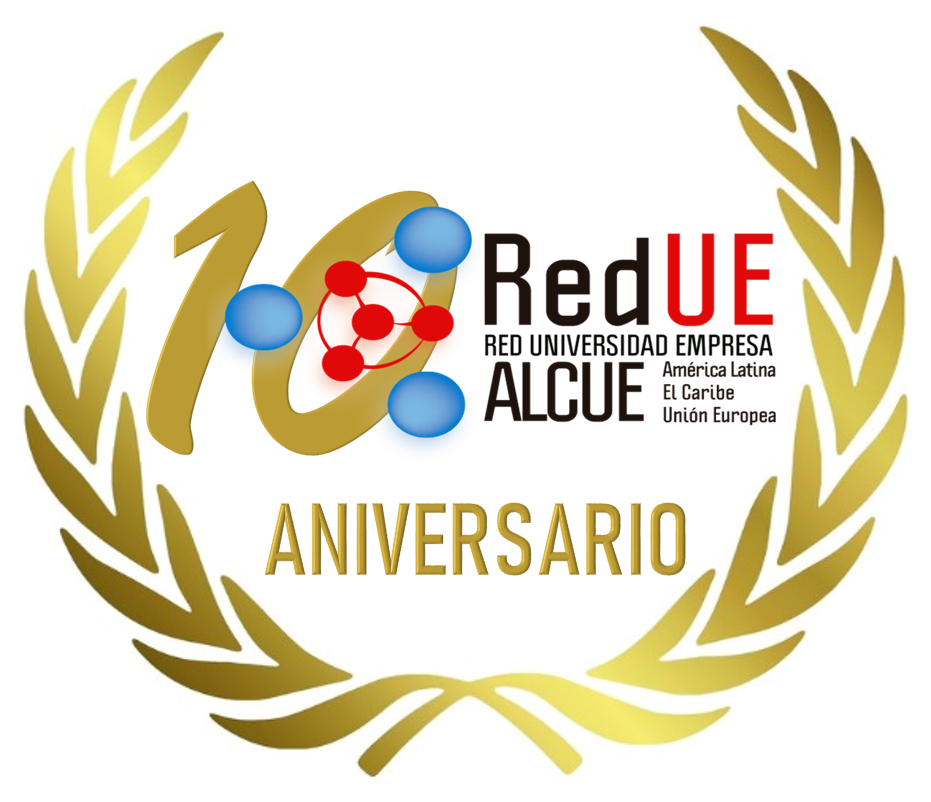 10
RedUE
RED UNIVERSIDAD EMPRESA
ALCUE
América Latina
El Caribe
Unión Europea
ANIVERSARIO